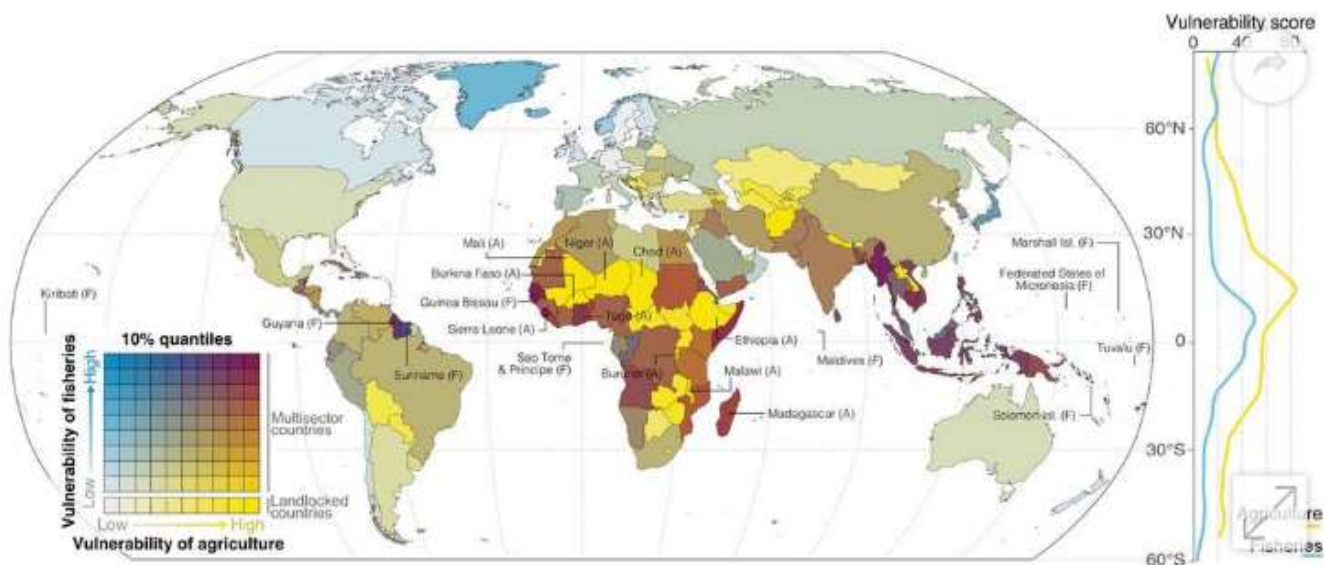 Vulnerability score
0 40 80
60°N
30°N
0
30°S
60°S
Agriculture
Fisheries
Mali (A)
Niger (A)
Chad (A)
Burkina Faso (A)
Guinea Bissau (F)
Sierra Leone (A)
Togo (A)
Ethiopia (A)
Sao Tome
& Principe (F)
Burundi (A)
Malawi (A)
Madagascar (A)
Maldives (F)
Marshall Isl. (F)
Federated States of
Micronesia (F)
Tuvalu (F)
Solomon Isl. (F)
Kiribati (F)
Guyana (F)
Suriname (F)
10% quantiles
Vulnerability of fisheries
High
Low
Multisector
countries
Landlocked
countries
Low
High
Vulnerability of agriculture